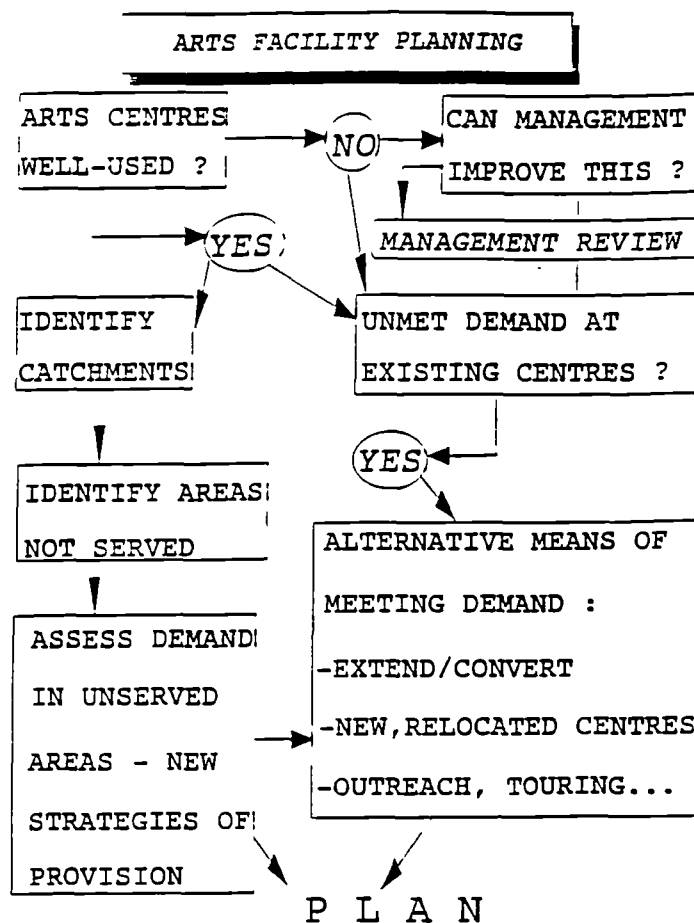 ARTS FACILITY PLANNING
ARTS CENTRES
WELL-USED ?
NO
CAN MANAGEMENT
IMPROVE THIS ?
MANAGEMENT REVIEW
YES
IDENTIFY
CATCHMENTS
UNMET DEMAND AT
EXISTING CENTRES ?
YES
IDENTIFY AREAS
NOT SERVED
ALTERNATIVE MEANS OF
MEETING DEMAND :
-EXTEND/CONVERT
-NEW,RELOCATED CENTRES
-OUTREACH, TOURING...
ASSESS DEMAND
IN UNSERVED
AREAS - NEW
STRATEGIES OF
PROVISION
P L A N